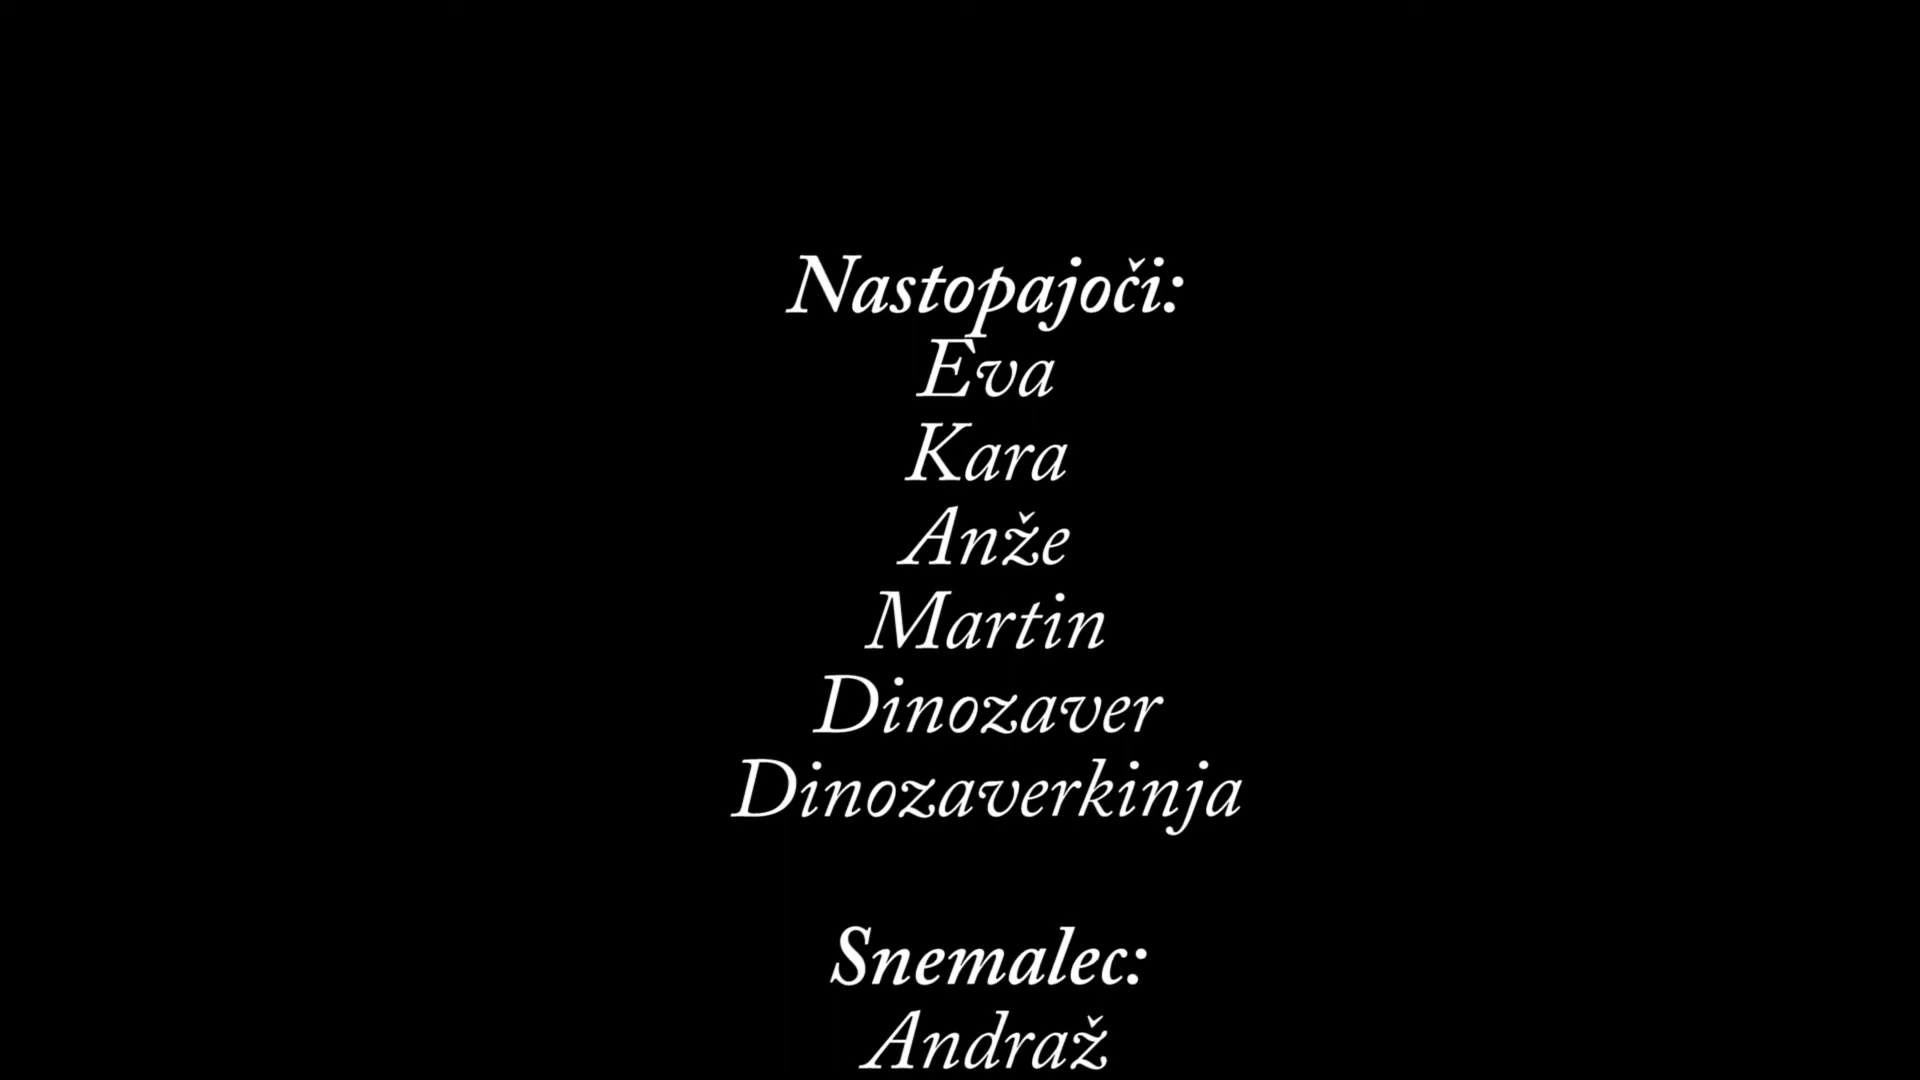 Nastopajoči:
Eva
Kara
Anže
Martin
Dinozaver
Dinozaverkinja
Snemalec:
Andraž